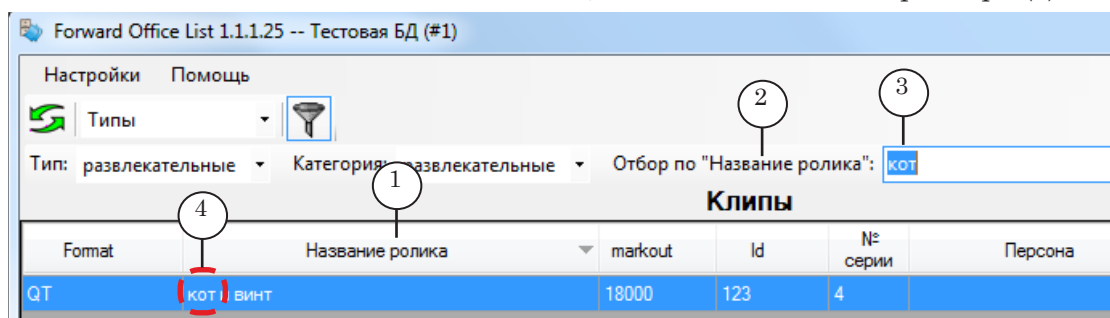 Forward Office List 1.1.1.25 -- Тестовая БД (#1)
Настройки Помощь
2 3
Типы
Тип: развлекательные Категория: развлекательные Отбор по "Название ролика": кот
1
Клипы
4
Format Название ролика markout Id № серии Персона
QT кот и винт 18000 123 4